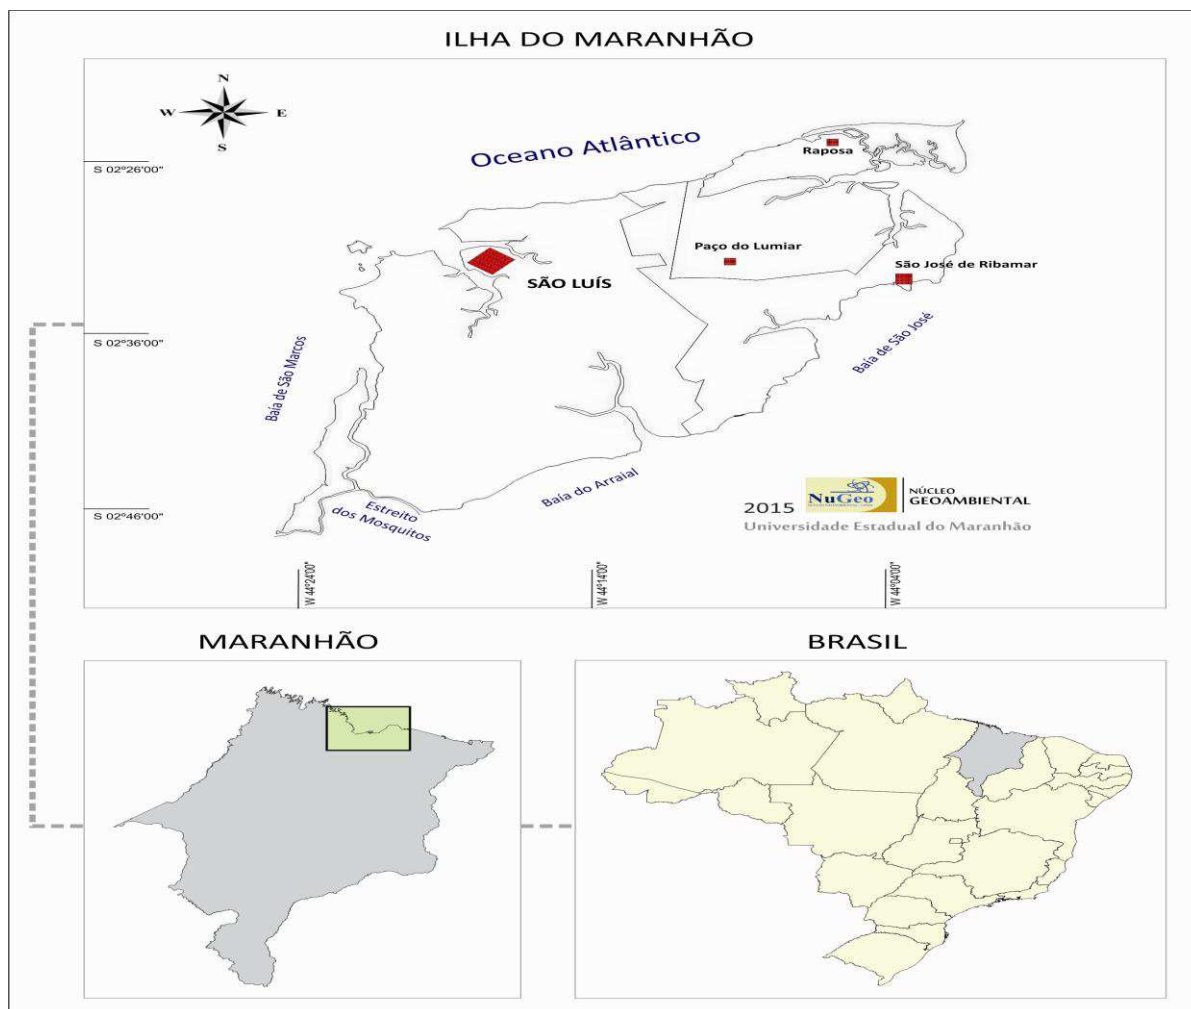 ILHA DO MARANHÃO
N
W
E
S
Oceano Atlântico
Raposa
S 02º26'00"
Paço do Lumiar
São José de Ribamar
SÃO LUÍS
S 02º36'00"
Baía de São Marcos
Baía de São José
Baía do Arraial
Estreito
dos Mosquitos
S 02º46'00"
2015
NuGeo
NÚCLEO
GEOAMBIENTAL
Universidade Estadual do Maranhão
W 44º24'00"
W 44º14'00"
W 44º04'00"
MARANHÃO
BRASIL